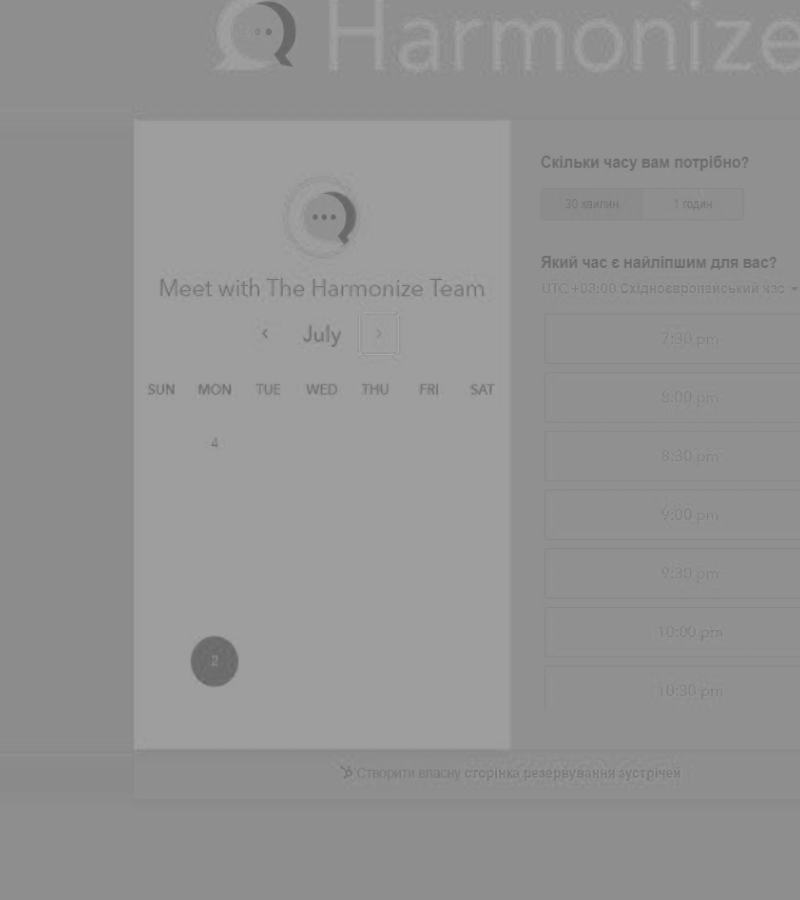 Harmonize
Meet with The Harmonize Team
July
SUN MON TUE WED THU FRI SAT
4
2
Скільки часу вам потрібно?
30 хвилин 1 годин
Який час є найліпшим для вас?
UTC +03:00 Східноєвропейський час
7:30 pm
8:00 pm
8:30 pm
9:00 pm
9:30 pm
10:00 pm
10:30 pm
Створити власну сторінка резервування зустрічей